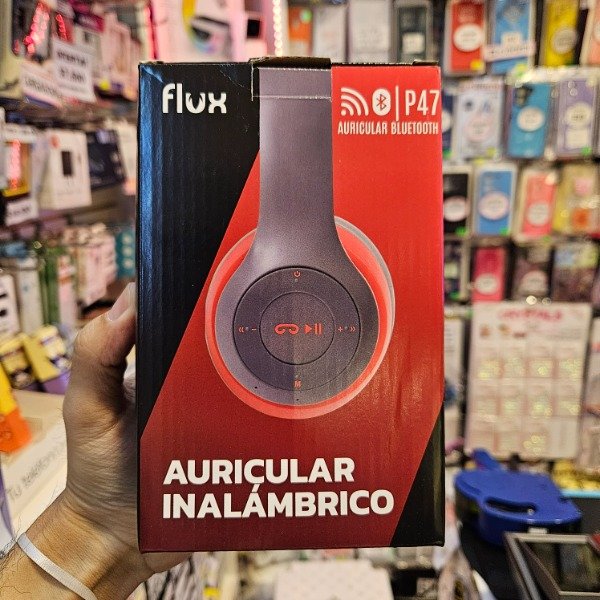 flux
P47
AURICULAR BLUETOOTH
M
AURICULAR
INALÁMBRICO